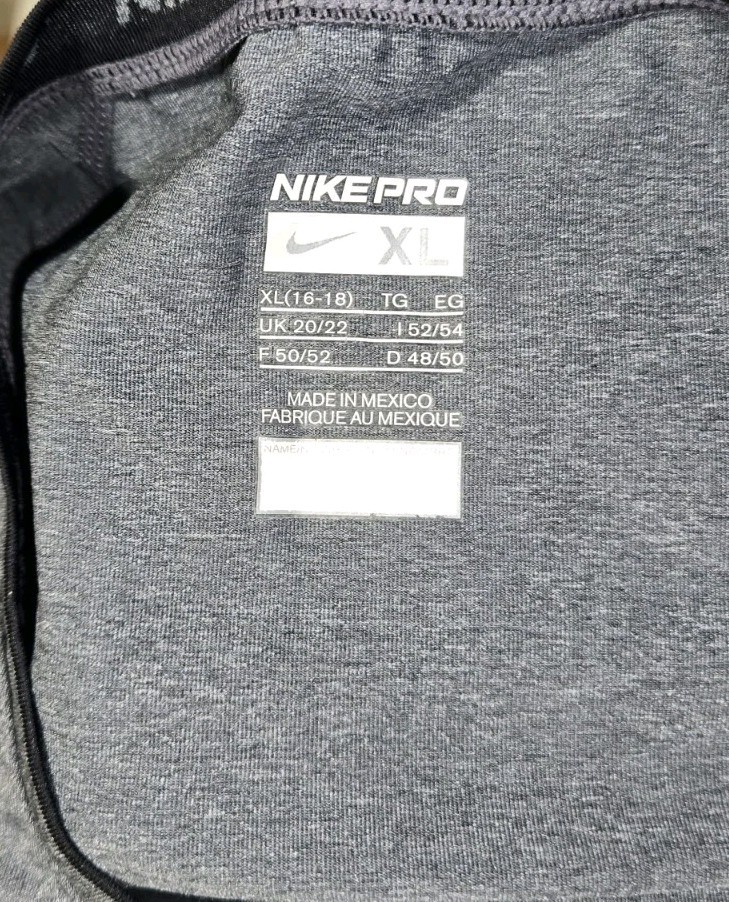 NIKE PRO
XL
XL(16-18) TG EG
UK 20/22 I 52/54
F 50/52 D 48/50
MADE IN MEXICO
FABRIQUE AU MEXIQUE